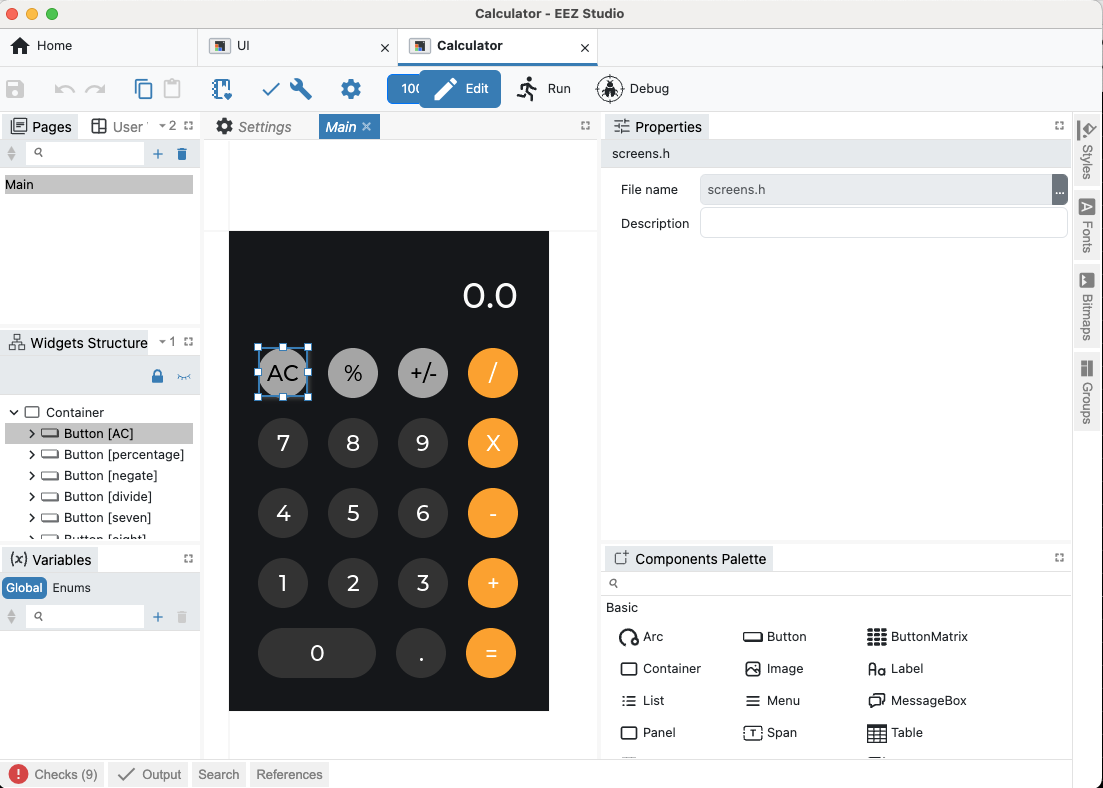 Calculator - EEZ Studio
Home
UI
Calculator
Edit
Run
Debug
Pages
User
2
Settings
Main
Properties
Styles
Fonts
Bitmaps
Groups
Main
screens.h
File name
screens.h
...
Description
0.0
AC
%
+/-
/
7
8
9
X
4
5
6
-
1
2
3
+
0
.
=
Widgets Structure
1
Container
Button [AC]
Button [percentage]
Button [negate]
Button [divide]
Button [seven]
Button [eight]
(x) Variables
Global
Enums
Components Palette
Basic
Arc
Button
ButtonMatrix
Container
Image
Label
List
Menu
MessageBox
Panel
Span
Table
Checks (9)
Output
Search
References